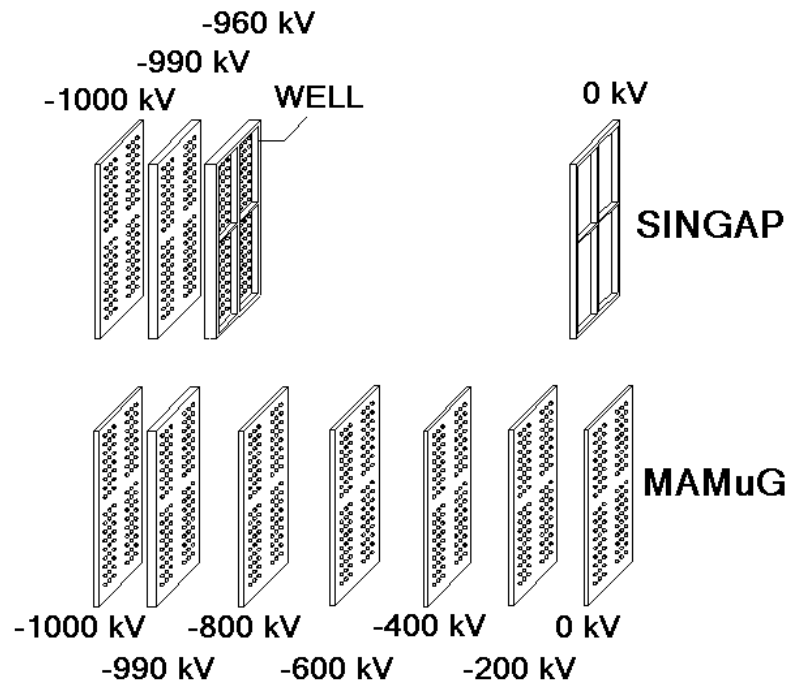 -960 kV
-990 kV
-1000 kV
WELL
0 kV
SINGAP
MAMuG
-1000 kV
-800 kV
-400 kV
0 kV
-990 kV
-600 kV
-200 kV